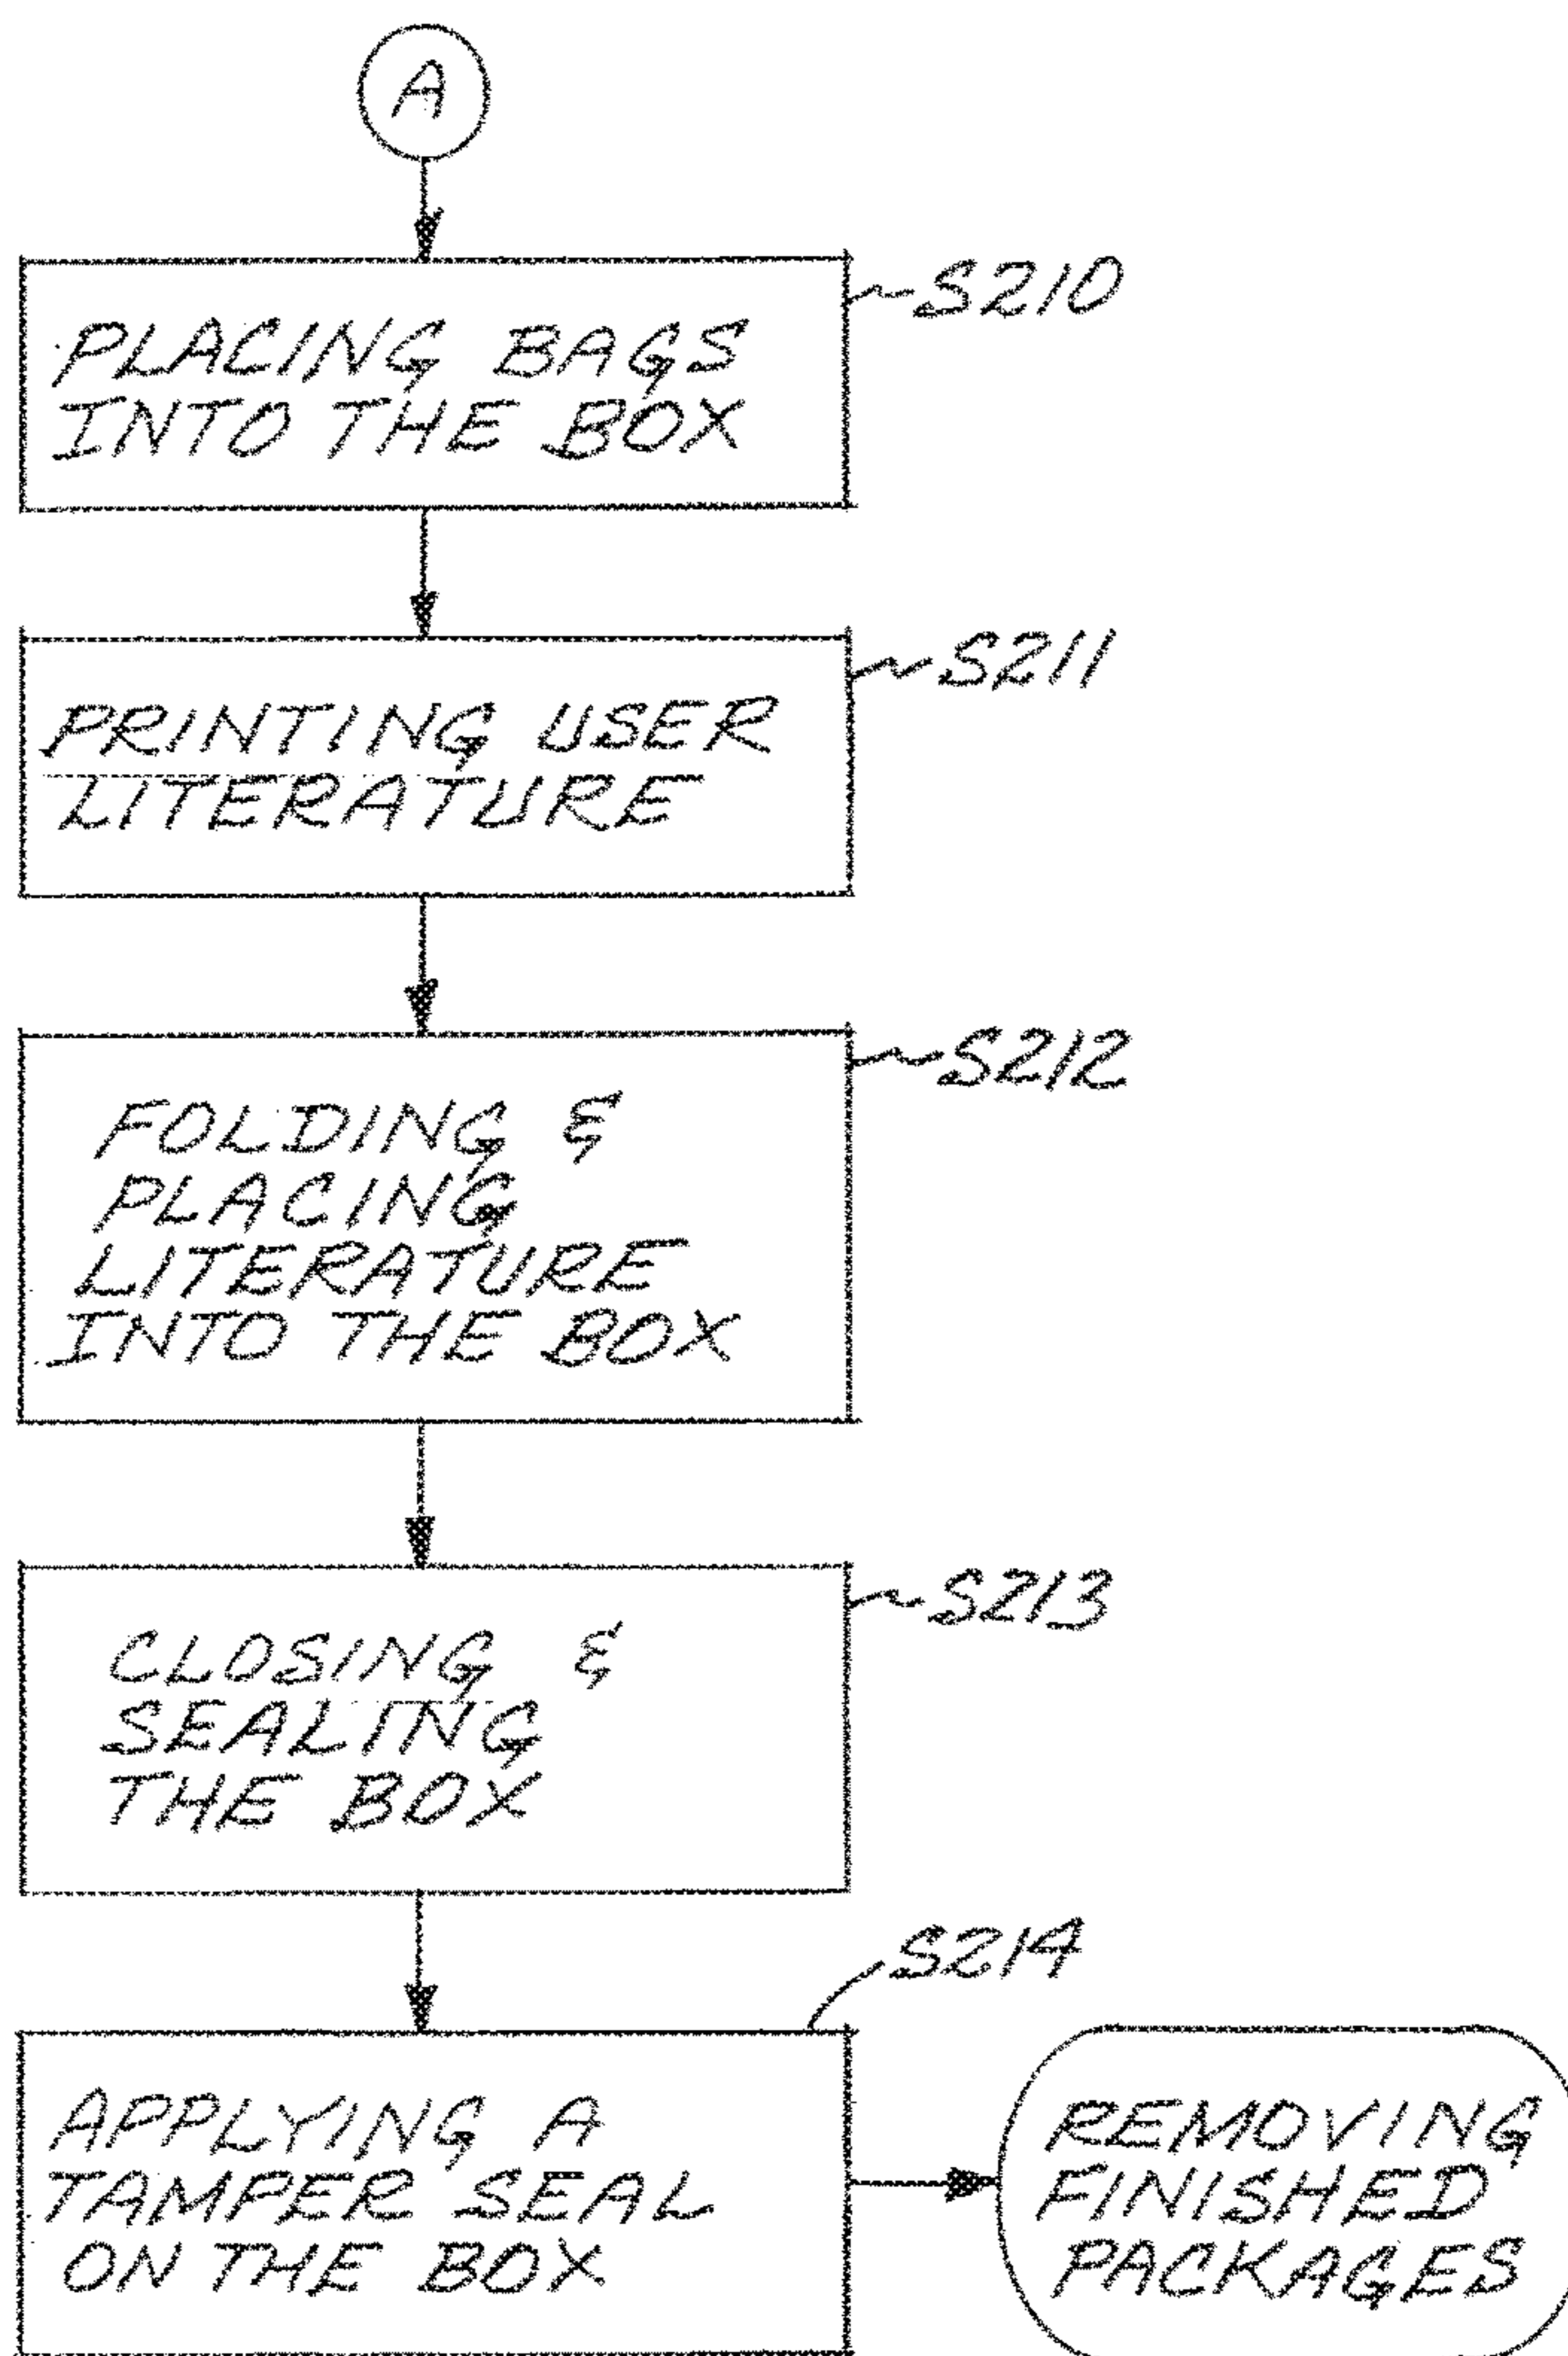 A
S210
PLACING BAGS
INTO THE BOX
S211
PRINTING USER
LITERATURE
S212
FOLDING &
PLACING
LITERATURE
INTO THE BOX
S213
CLOSING &
SEALING
THE BOX
S214
APPLYING A
TAMPER SEAL
ON THE BOX
REMOVING
FINISHED
PACKAGES